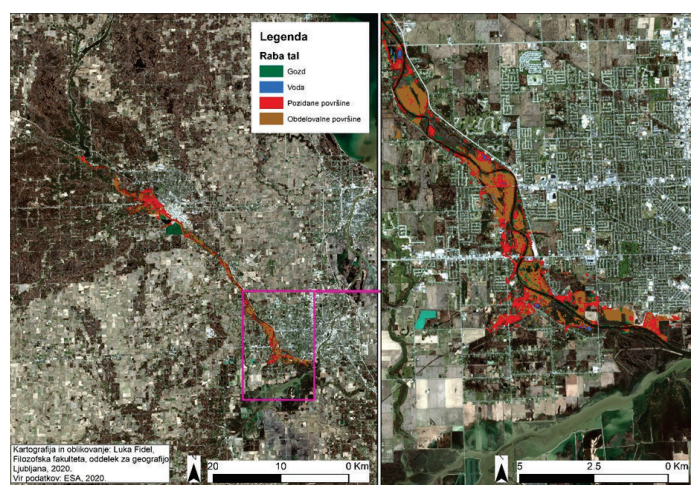 Legenda
Raba tal
Gozd
Voda
Pozidane površine
Obdelovalne površine
Kartografija in oblikovanje: Luka Fidel,
Filozofska fakulteta, oddelek za geografijo
Ljubljana, 2020.
Vir podatkov: ESA, 2020.
N
20 10 0 Km
N
5 2.5 0 Km